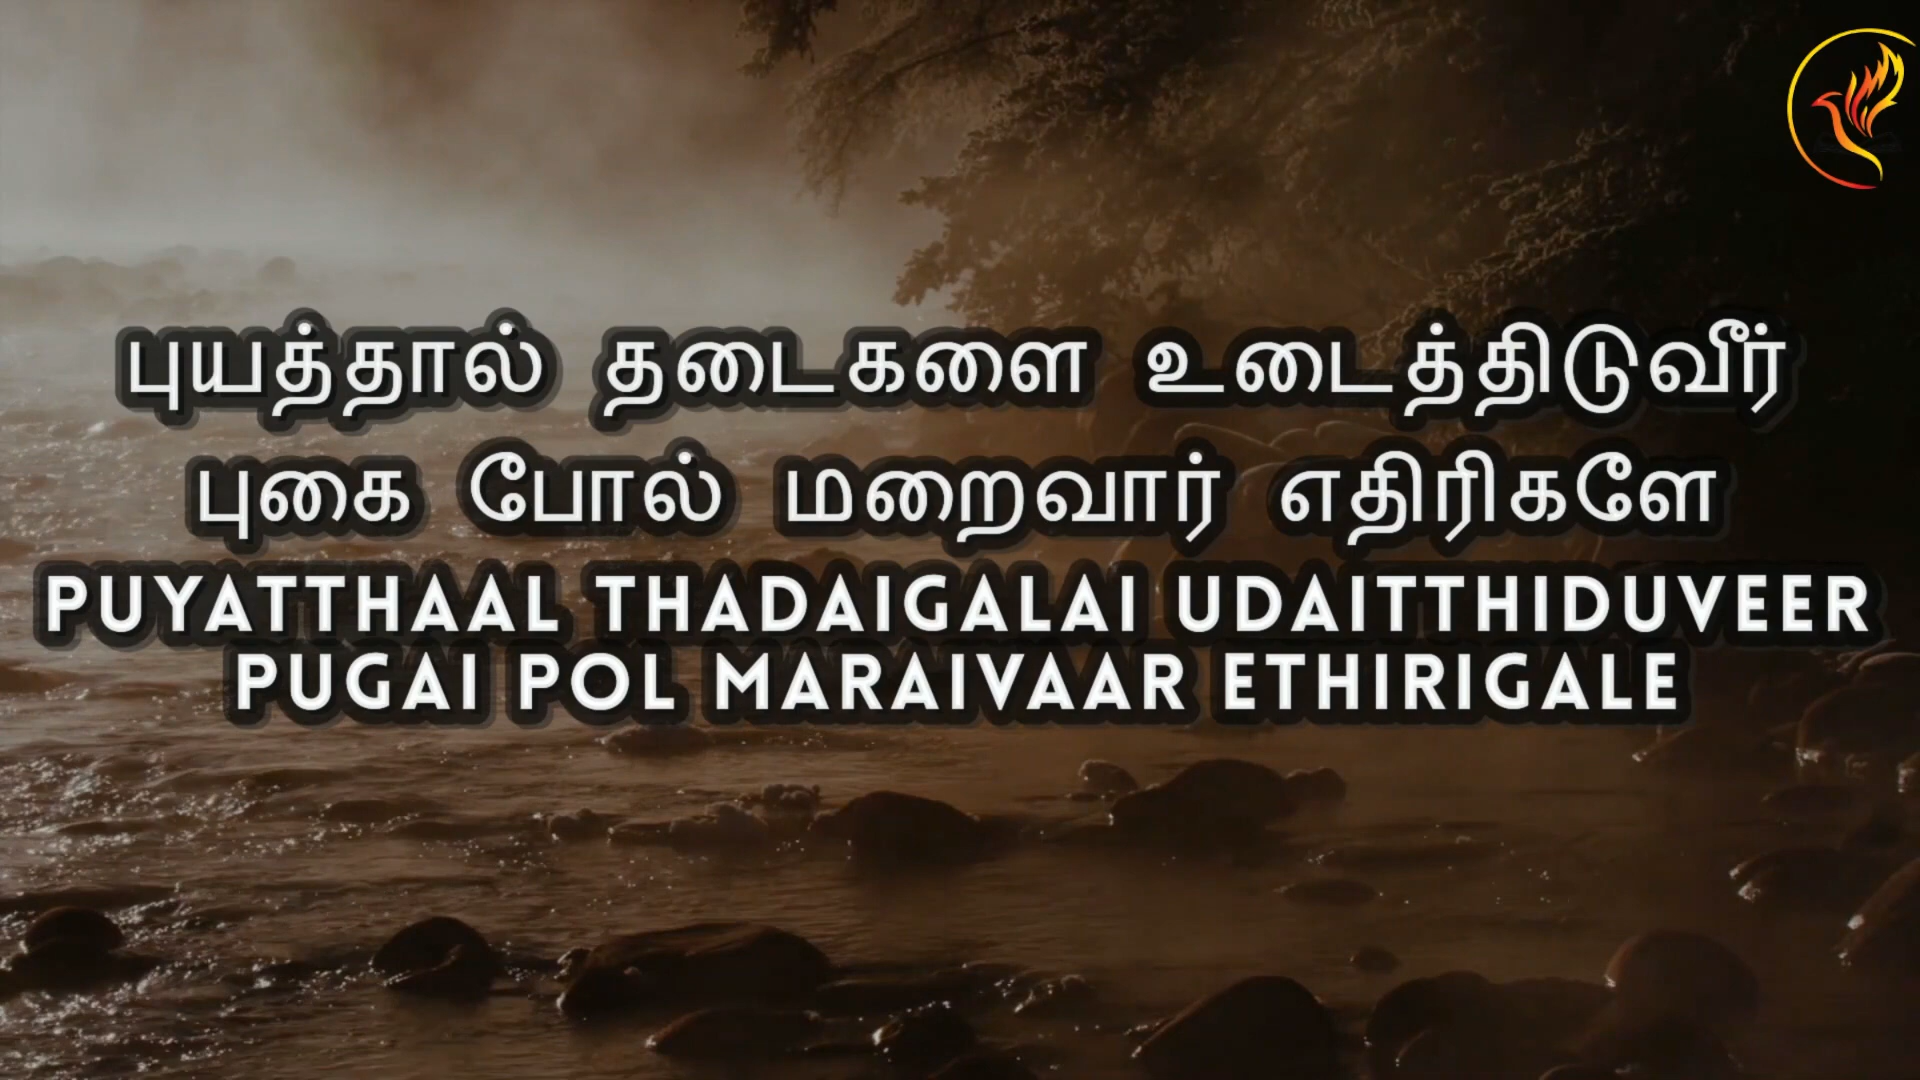 புயத்தால் தடைகளை உடைத்திடுவீர்
புகை போல் மறைவார் எதிரிகளே
PUYATTHAAL THADAIGALAI UDAITTHIDUVEER
PUGAI POL MARAIVAAR ETHIRIGALE